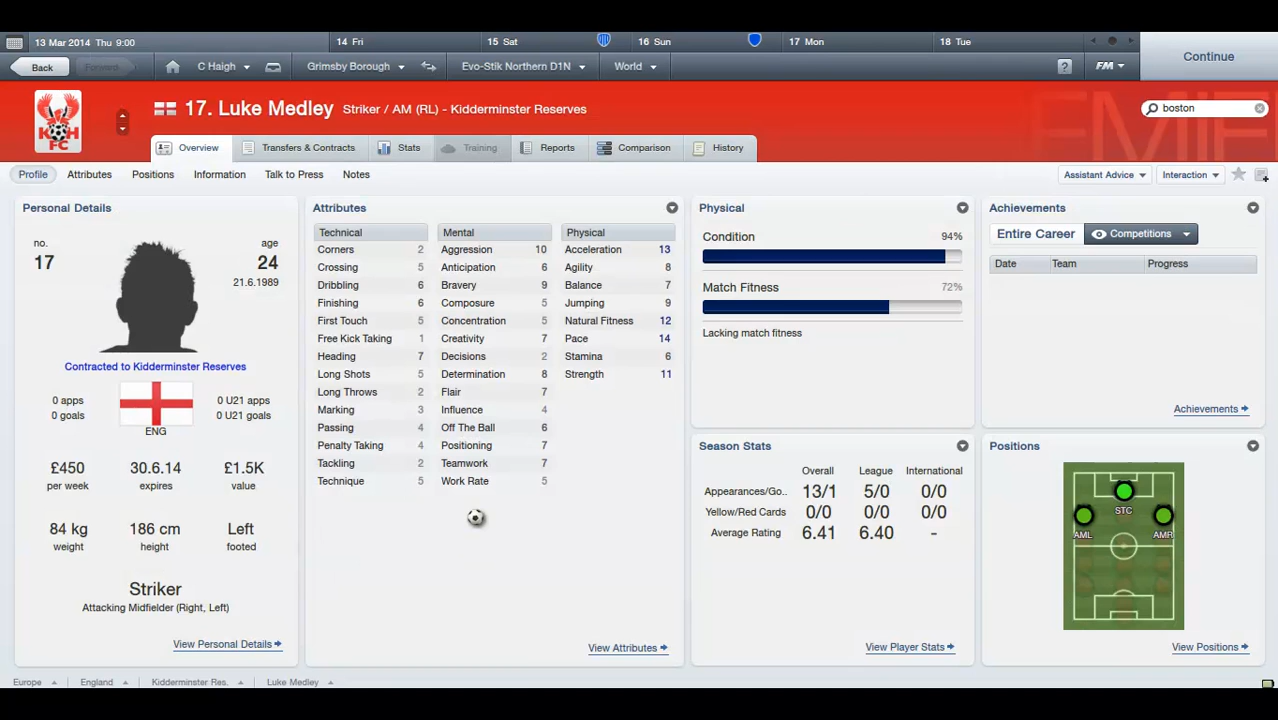 13 Mar 2014 Thu 9:00
14 Fri
15 Sat
16 Sun
17 Mon
18 Tue
Continue
Back
Forward
C Haigh
Grimsby Borough
Evo-Stik Northern D1N
World
?
FM
KH
FC
17. Luke Medley
Striker / AM (RL) - Kidderminster Reserves
boston
Overview
Transfers & Contracts
Stats
Training
Reports
Comparison
History
Profile
Attributes
Positions
Information
Talk to Press
Notes
Assistant Advice
Interaction
Personal Details
no.
17
age
24
21.6.1989
Contracted to Kidderminster Reserves
0 apps
0 goals
0 U21 apps
0 U21 goals
ENG
£450
per week
30.6.14
expires
£1.5K
value
84 kg
weight
186 cm
height
Left
footed
Striker
Attacking Midfielder (Right, Left)
View Personal Details
Attributes
Technical Mental Physical
Corners 2 Aggression 10 Acceleration 13
Crossing 5 Anticipation 6 Agility 8
Dribbling 6 Bravery 9 Balance 7
Finishing 6 Composure 5 Jumping 9
First Touch 5 Concentration 5 Natural Fitness 12
Free Kick Taking 1 Creativity 7 Pace 14
Heading 7 Decisions 2 Stamina 6
Long Shots 5 Determination 8 Strength 11
Long Throws 2 Flair 7
Marking 3 Influence 4
Passing 4 Off The Ball 6
Penalty Taking 4 Positioning 7
Tackling 2 Teamwork 7
Technique 5 Work Rate 5
View Attributes
Physical
Condition 94%
Match Fitness 72%
Lacking match fitness
Achievements
Entire Career
Competitions
Date Team Progress
Achievements
Season Stats
Overall League International
Appearances/Go.. 13/1 5/0 0/0
Yellow/Red Cards 0/0 0/0 0/0
Average Rating 6.41 6.40 -
View Player Stats
Positions
STC
AML
AMR
View Positions
Europe
England
Kidderminster Res.
Luke Medley